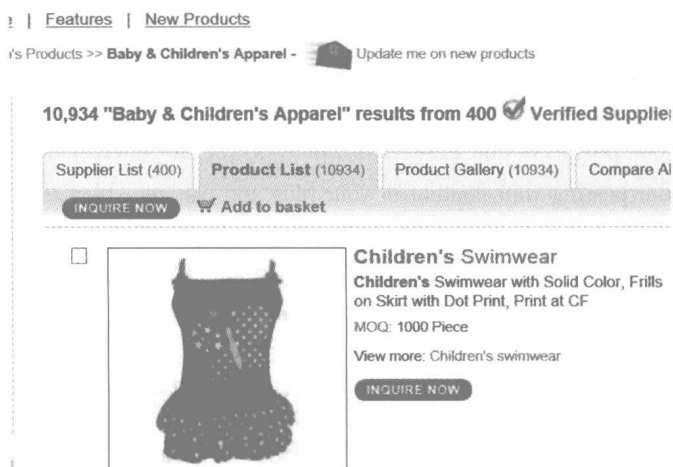 | Features | New Products
's Products >> Baby & Children's Apparel - Update me on new products
10,934 "Baby & Children's Apparel" results from 400 Verified Supplier
Supplier List (400) Product List (10934) Product Gallery (10934) Compare Al
INQUIRE NOW Add to basket
Children's Swimwear
Children's Swimwear with Solid Color, Frills
on Skirt with Dot Print, Print at CF
MOQ: 1000 Piece
View more: Children's swimwear
INQUIRE NOW